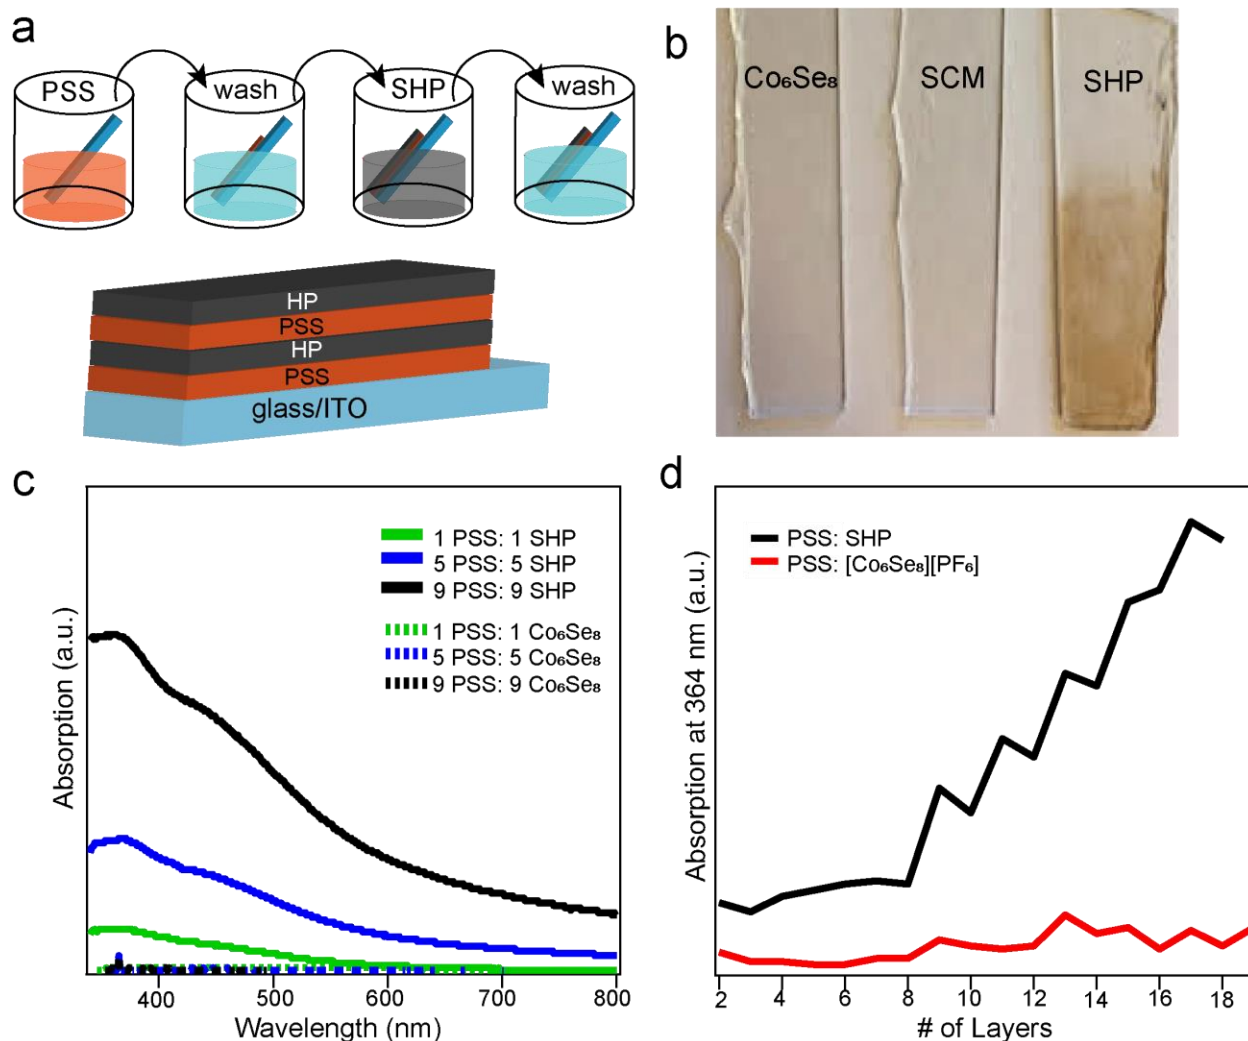 a
PSS
wash
SHP
wash
HP
PSS
HP
PSS
glass/ITO
b
Co₆Se₈
SCM
SHP
c
Absorption (a.u.)
1 PSS: 1 SHP
5 PSS: 5 SHP
9 PSS: 9 SHP
1 PSS: 1 Co₆Se₈
5 PSS: 5 Co₆Se₈
9 PSS: 9 Co₆Se₈
400 500 600 700 800
Wavelength (nm)
d
Absorption at 364 nm (a.u.)
PSS: SHP
PSS: [Co₆Se₈][PF₆]
2 4 6 8 10 12 14 16 18
# of Layers